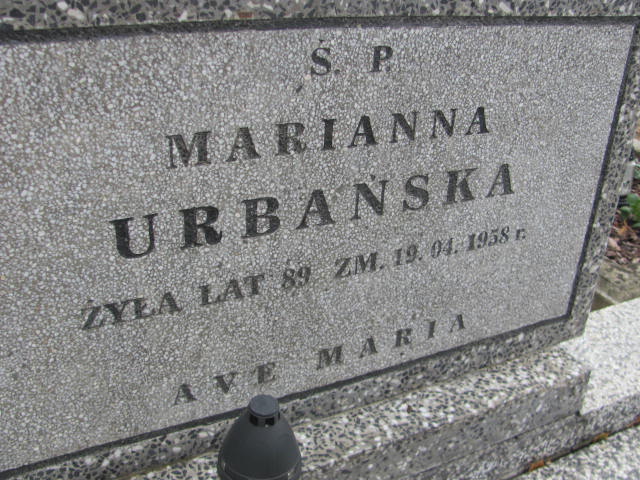 Ś. P.
MARIANNA
URBAŃSKA
ŻYŁA LAT 89 ZM. 19. 04. 1958 r.
AVE MARIA